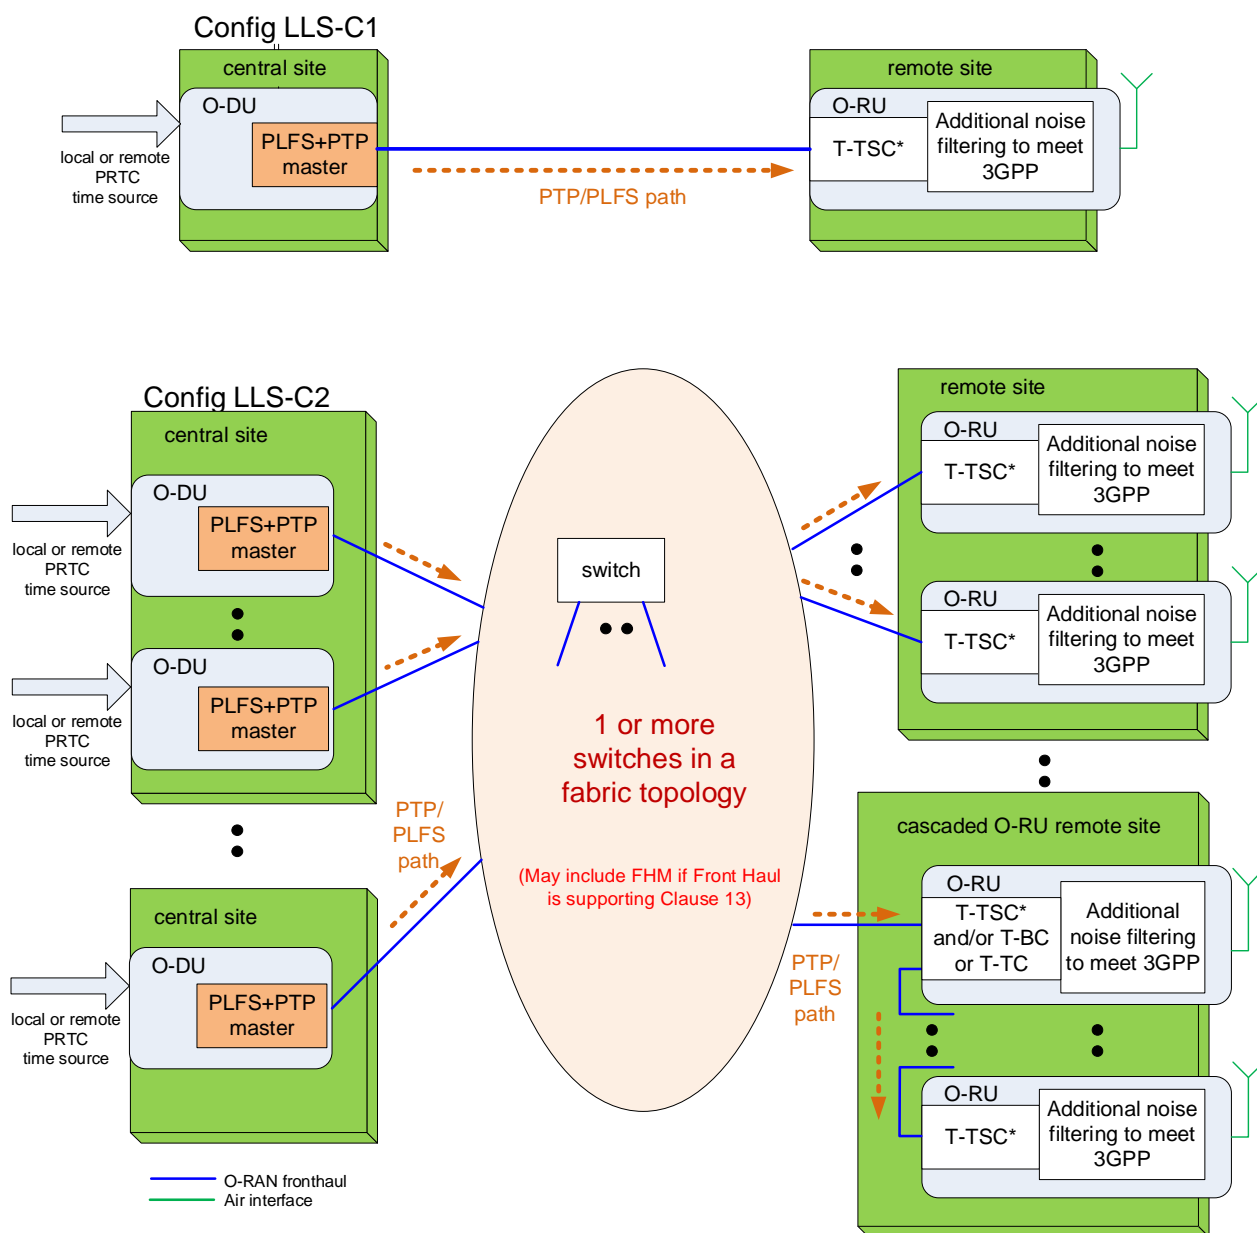 Config LLS-C1
central site
O-DU
PLFS+PTP
master
local or remote
PRTC
time source
PTP/PLFS path
remote site
O-RU
T-TSC*
Additional noise
filtering to meet
3GPP
Config LLS-C2
central site
O-DU
PLFS+PTP
master
local or remote
PRTC
time source
O-DU
PLFS+PTP
master
local or remote
PRTC
time source
PTP/
PLFS
path
central site
O-DU
PLFS+PTP
master
local or remote
PRTC
time source
switch
1 or more
switches in a
fabric topology
(May include FHM if Front Haul
is supporting Clause 13)
remote site
O-RU
T-TSC*
Additional noise
filtering to meet
3GPP
O-RU
T-TSC*
Additional noise
filtering to meet
3GPP
cascaded O-RU remote site
O-RU
T-TSC*
and/or T-BC
or T-TC
Additional
noise filtering
to meet 3GPP
PTP/
PLFS
path
O-RU
T-TSC*
Additional noise
filtering to meet
3GPP
O-RAN fronthaul
Air interface